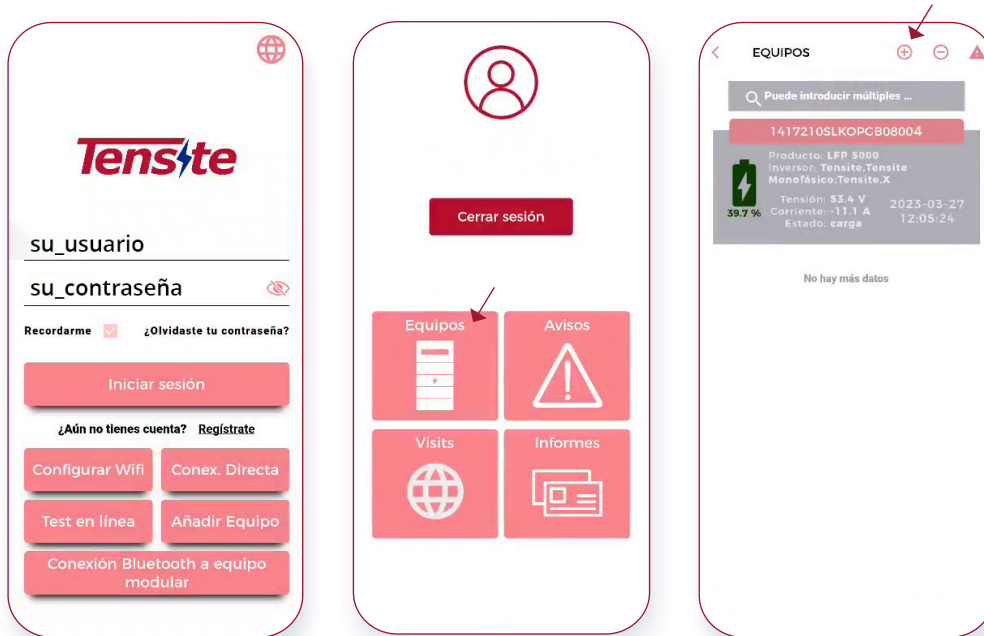 Tensite
su_usuario
su_contraseña
Recordarme ¿Olvidaste tu contraseña?
Iniciar sesión
¿Aún no tienes cuenta? Regístrate
Configurar Wifi Conex. Directa
Test en línea Añadir Equipo
Conexión Bluetooth a equipo
modular
Cerrar sesión
Equipos Avisos
Visits Informes
EQUIPOS
Puede introducir múltiples ...
1417210SLKOPCB08004
Producto: LFP 5000
Inversor: Tensite,Tensite
Monofásico;Tensite,X
Tensión: 53.4 V
Corriente: -11.1 A
Estado: carga
39.7 %
2023-03-27
12:05:24
No hay más datos